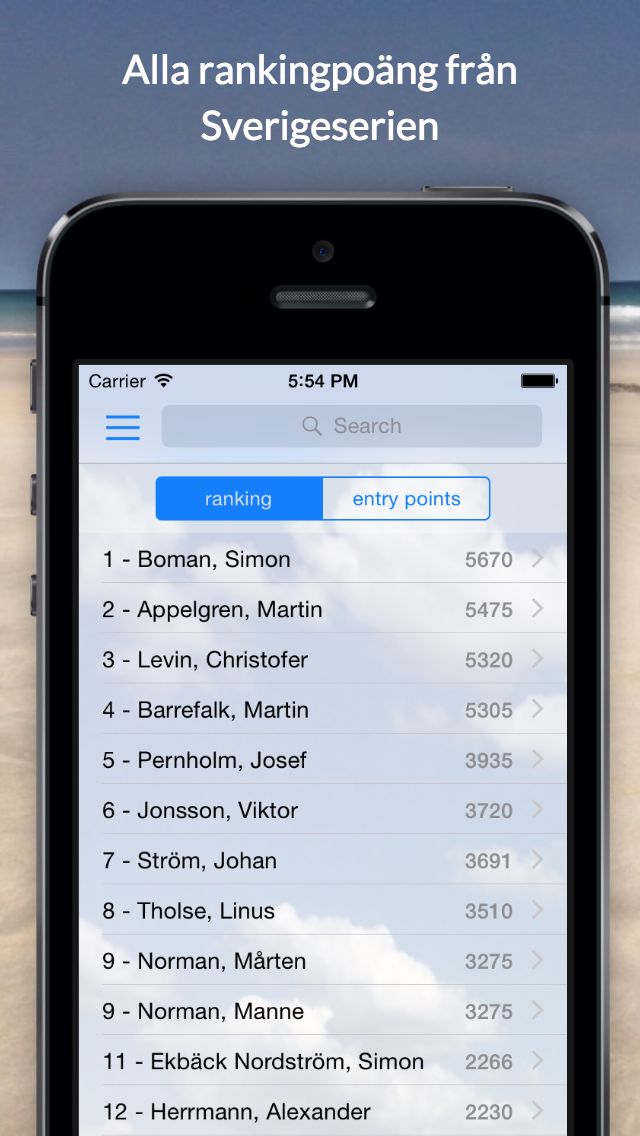 Alla rankingpoäng från
Sverigeserien
Carrier 5:54 PM
Search
ranking entry points
1 - Boman, Simon 5670
2 - Appelgren, Martin 5475
3 - Levin, Christofer 5320
4 - Barrefalk, Martin 5305
5 - Pernholm, Josef 3935
6 - Jonsson, Viktor 3720
7 - Ström, Johan 3691
8 - Tholse, Linus 3510
9 - Norman, Mårten 3275
9 - Norman, Manne 3275
11 - Ekbäck Nordström, Simon 2266
12 - Herrmann, Alexander 2230